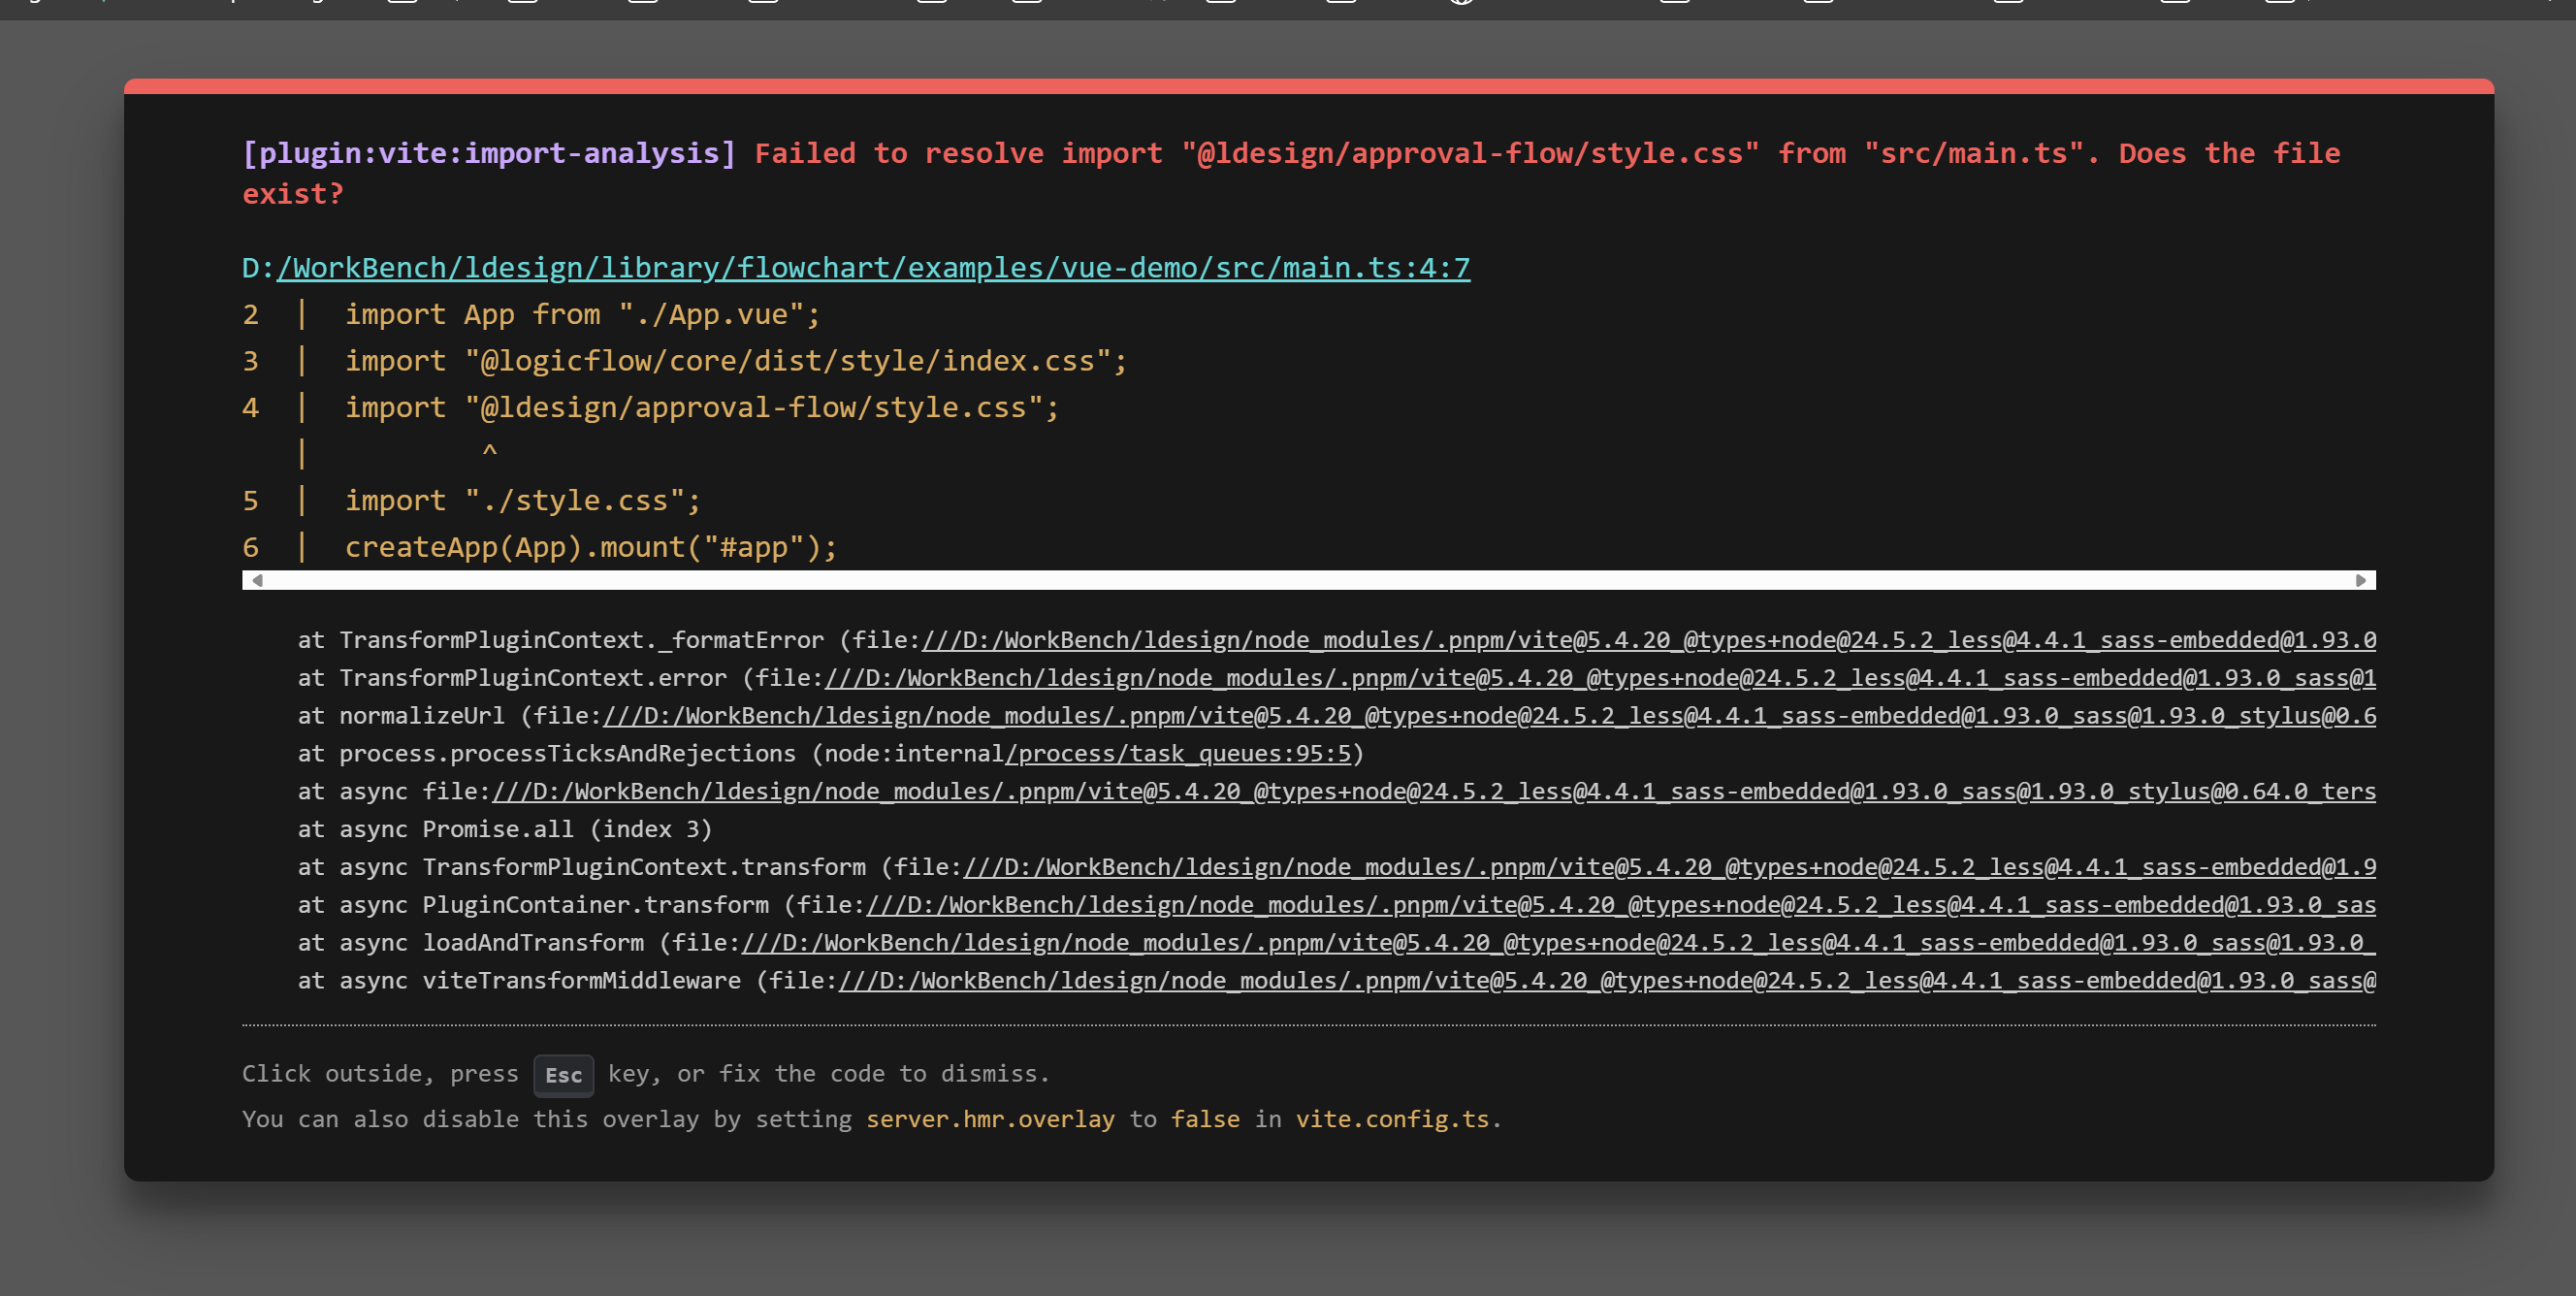 [plugin:vite:import-analysis] Failed to resolve import "@ldesign/approval-flow/style.css" from "src/main.ts". Does the file
exist?
D:/WorkBench/ldesign/library/flowchart/examples/vue-demo/src/main.ts:4:7
2  |  import App from "./App.vue";
3  |  import "@logicflow/core/dist/style/index.css";
4  |  import "@ldesign/approval-flow/style.css";
   |          ^
5  |  import "./style.css";
6  |  createApp(App).mount("#app");
at TransformPluginContext._formatError (file:///D:/WorkBench/ldesign/node_modules/.pnpm/vite@5.4.20_@types+node@24.5.2_less@4.4.1_sass-embedded@1.93.0
at TransformPluginContext.error (file:///D:/WorkBench/ldesign/node_modules/.pnpm/vite@5.4.20_@types+node@24.5.2_less@4.4.1_sass-embedded@1.93.0_sass@1
at normalizeUrl (file:///D:/WorkBench/ldesign/node_modules/.pnpm/vite@5.4.20_@types+node@24.5.2_less@4.4.1_sass-embedded@1.93.0_sass@1.93.0_stylus@0.6
at process.processTicksAndRejections (node:internal/process/task_queues:95:5)
at async file:///D:/WorkBench/ldesign/node_modules/.pnpm/vite@5.4.20_@types+node@24.5.2_less@4.4.1_sass-embedded@1.93.0_sass@1.93.0_stylus@0.64.0_ters
at async Promise.all (index 3)
at async TransformPluginContext.transform (file:///D:/WorkBench/ldesign/node_modules/.pnpm/vite@5.4.20_@types+node@24.5.2_less@4.4.1_sass-embedded@1.9
at async PluginContainer.transform (file:///D:/WorkBench/ldesign/node_modules/.pnpm/vite@5.4.20_@types+node@24.5.2_less@4.4.1_sass-embedded@1.93.0_sas
at async loadAndTransform (file:///D:/WorkBench/ldesign/node_modules/.pnpm/vite@5.4.20_@types+node@24.5.2_less@4.4.1_sass-embedded@1.93.0_sass@1.93.0_
at async viteTransformMiddleware (file:///D:/WorkBench/ldesign/node_modules/.pnpm/vite@5.4.20_@types+node@24.5.2_less@4.4.1_sass-embedded@1.93.0_sass@
Click outside, press Esc key, or fix the code to dismiss.
You can also disable this overlay by setting server.hmr.overlay to false in vite.config.ts.